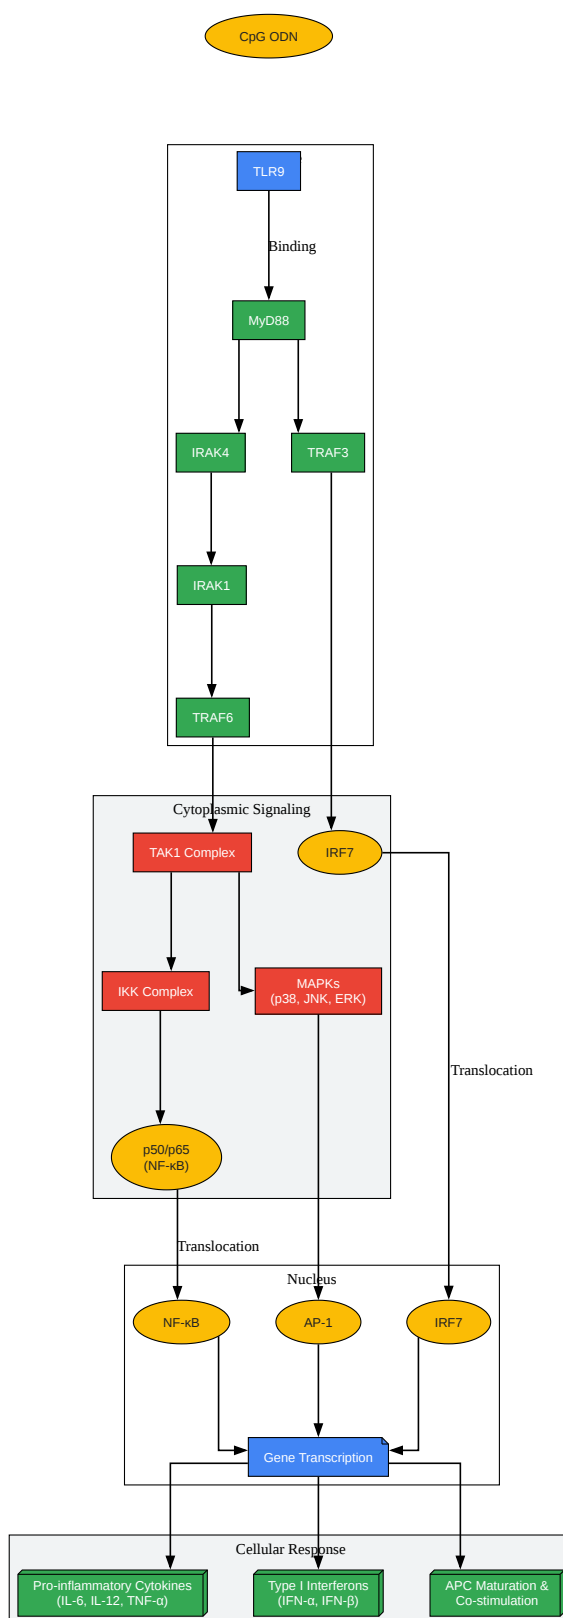 CpG ODN
TLR9
Binding
MyD88
IRAK4
TRAF3
IRAK1
TRAF6
Cytoplasmic Signaling
TAK1 Complex
IRF7
IKK Complex
MAPKs
(p38, JNK, ERK)
Translocation
p50/p65
(NF-κB)
Translocation
Nucleus
NF-κB
AP-1
IRF7
Gene Transcription
Cellular Response
Pro-inflammatory Cytokines
(IL-6, IL-12, TNF-α)
Type I Interferons
(IFN-α, IFN-β)
APC Maturation &
Co-stimulation